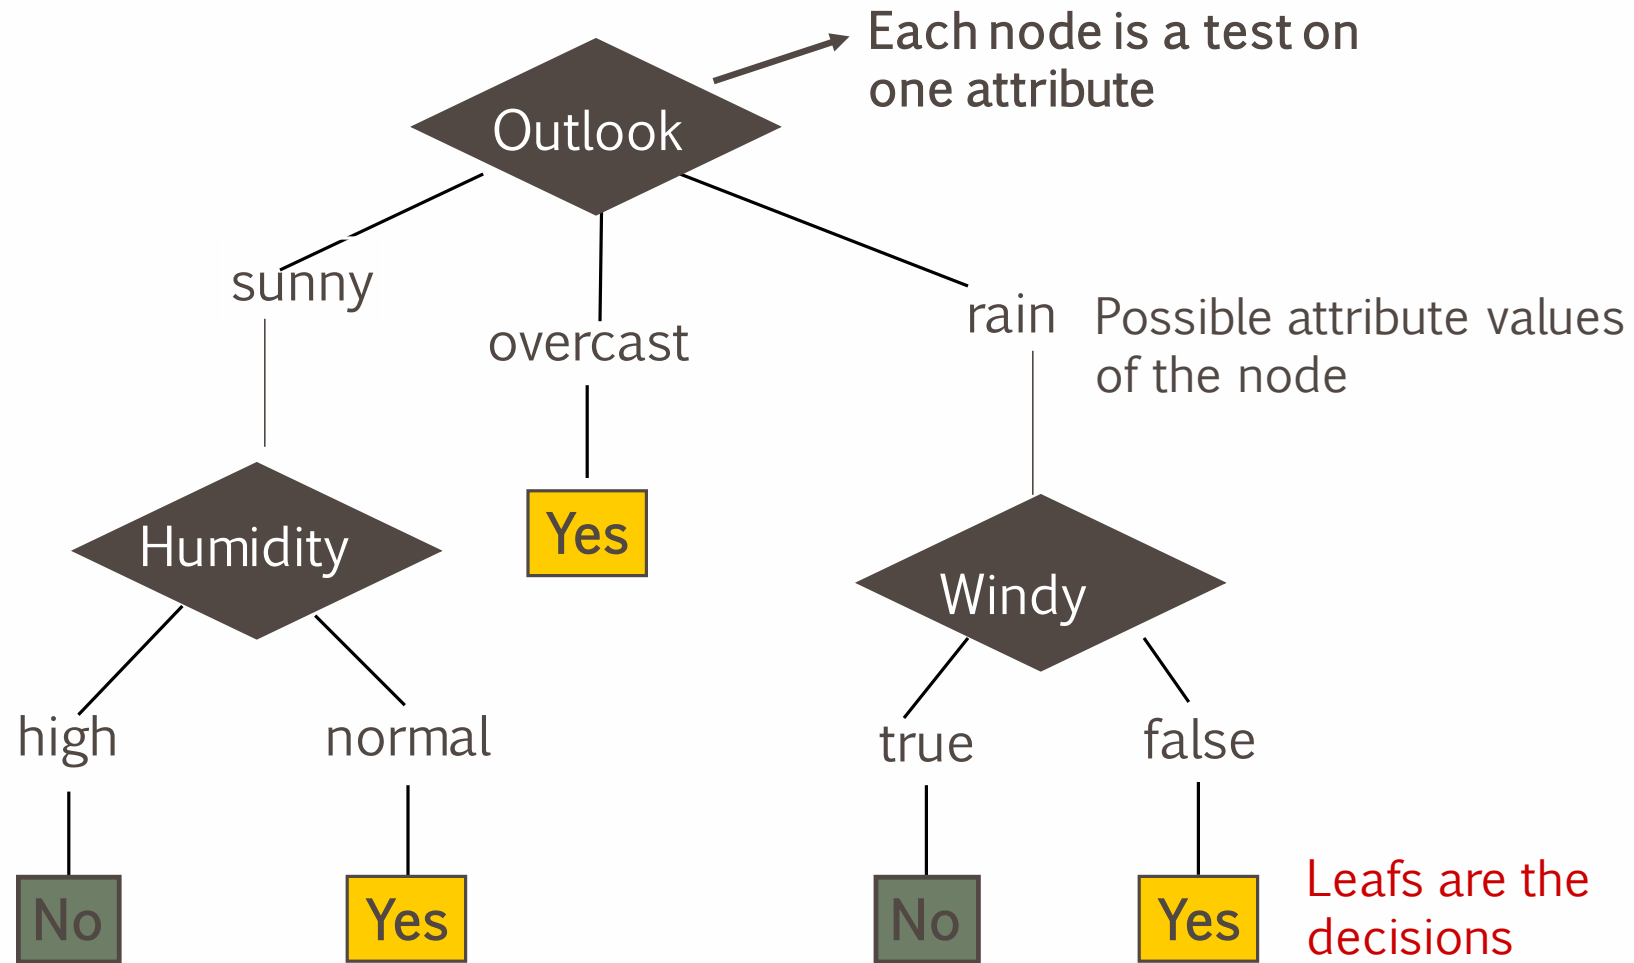 Each node is a test on
one attribute
Outlook
sunny
overcast
rain
Possible attribute values
of the node
Humidity
Yes
Windy
high
normal
true
false
No
Yes
No
Yes
Leafs are the
decisions